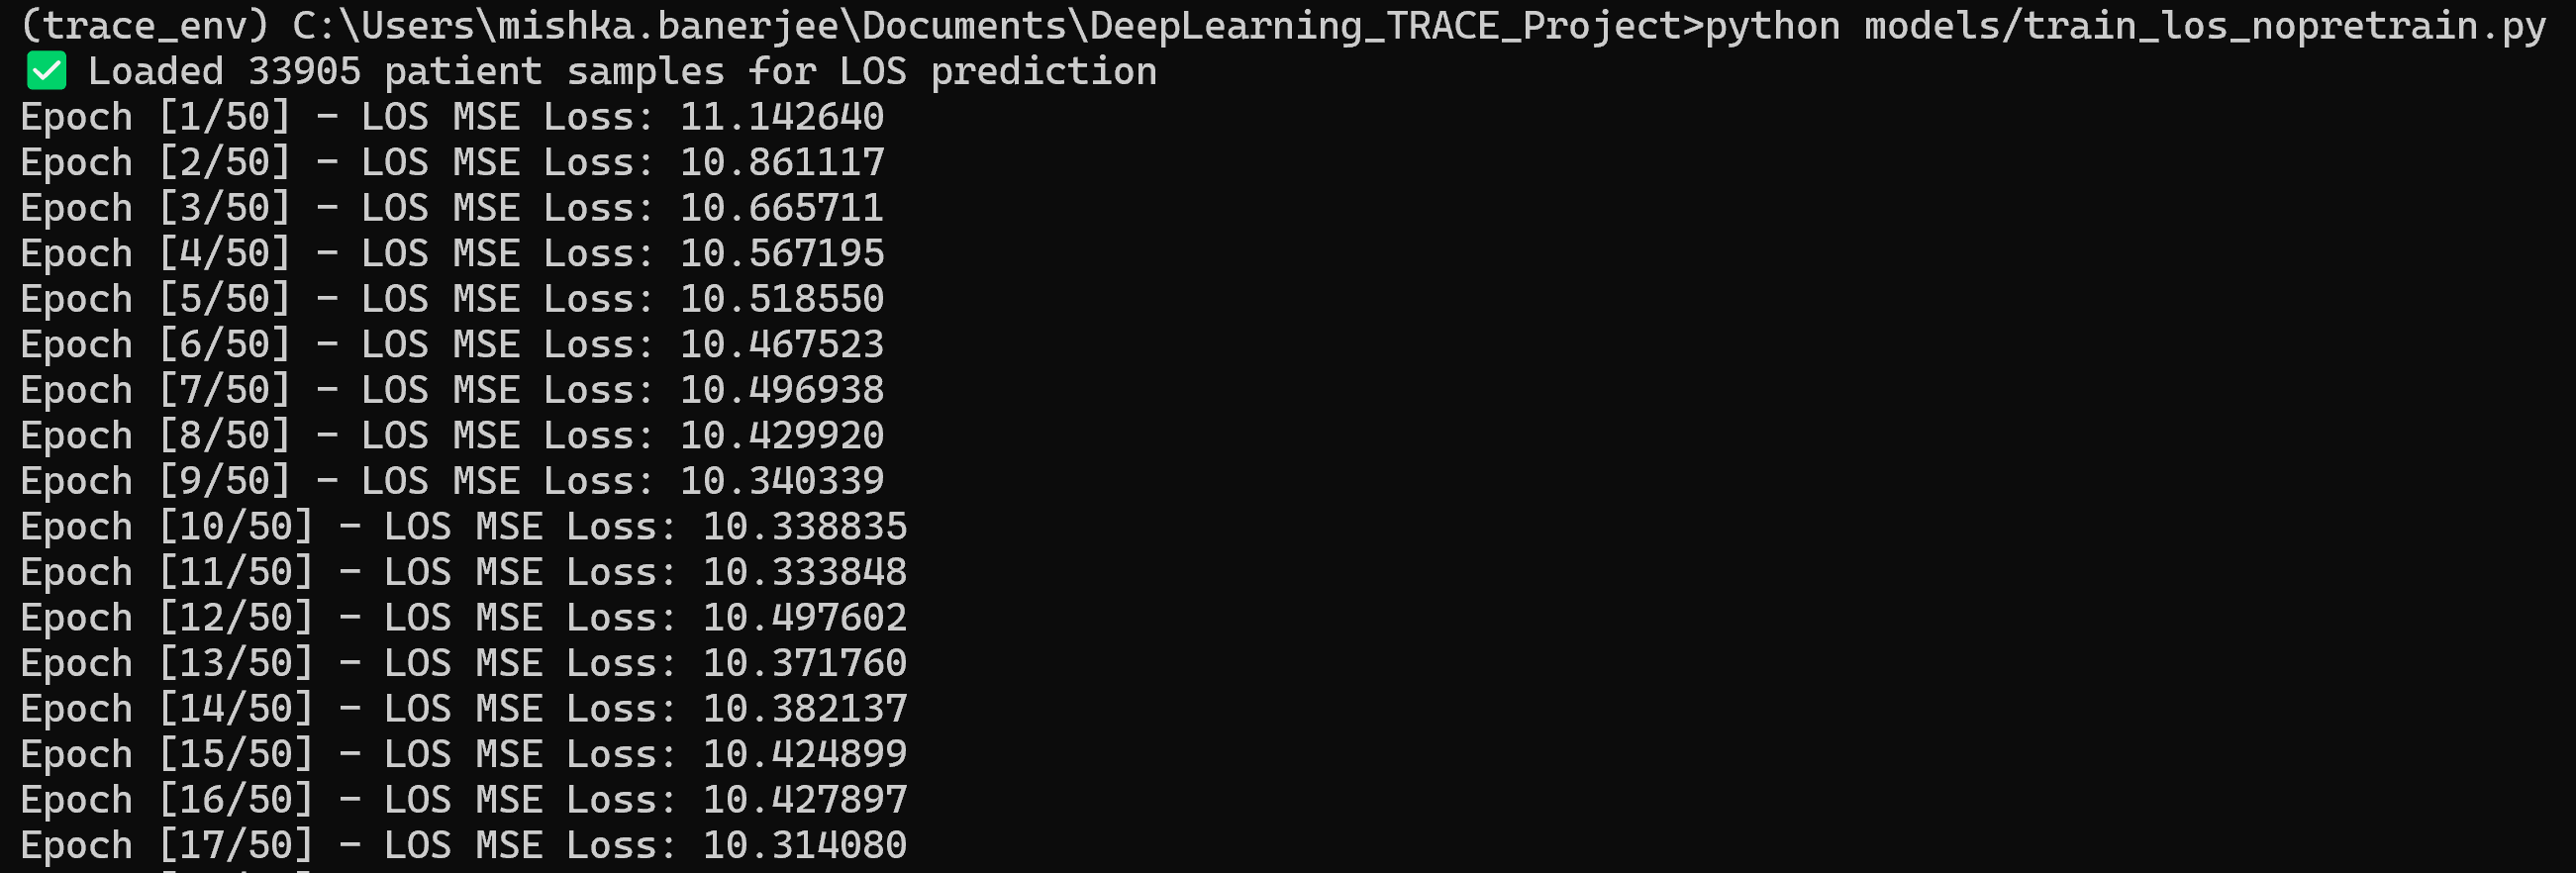 (trace_env) C:\Users\mishka.banerjee\Documents\DeepLearning_TRACE_Project>python models/train_los_nopretrain.py
✅ Loaded 33905 patient samples for LOS prediction
Epoch [1/50] - LOS MSE Loss: 11.142640
Epoch [2/50] - LOS MSE Loss: 10.861117
Epoch [3/50] - LOS MSE Loss: 10.665711
Epoch [4/50] - LOS MSE Loss: 10.567195
Epoch [5/50] - LOS MSE Loss: 10.518550
Epoch [6/50] - LOS MSE Loss: 10.467523
Epoch [7/50] - LOS MSE Loss: 10.496938
Epoch [8/50] - LOS MSE Loss: 10.429920
Epoch [9/50] - LOS MSE Loss: 10.340339
Epoch [10/50] - LOS MSE Loss: 10.338835
Epoch [11/50] - LOS MSE Loss: 10.333848
Epoch [12/50] - LOS MSE Loss: 10.497602
Epoch [13/50] - LOS MSE Loss: 10.371760
Epoch [14/50] - LOS MSE Loss: 10.382137
Epoch [15/50] - LOS MSE Loss: 10.424899
Epoch [16/50] - LOS MSE Loss: 10.427897
Epoch [17/50] - LOS MSE Loss: 10.314080